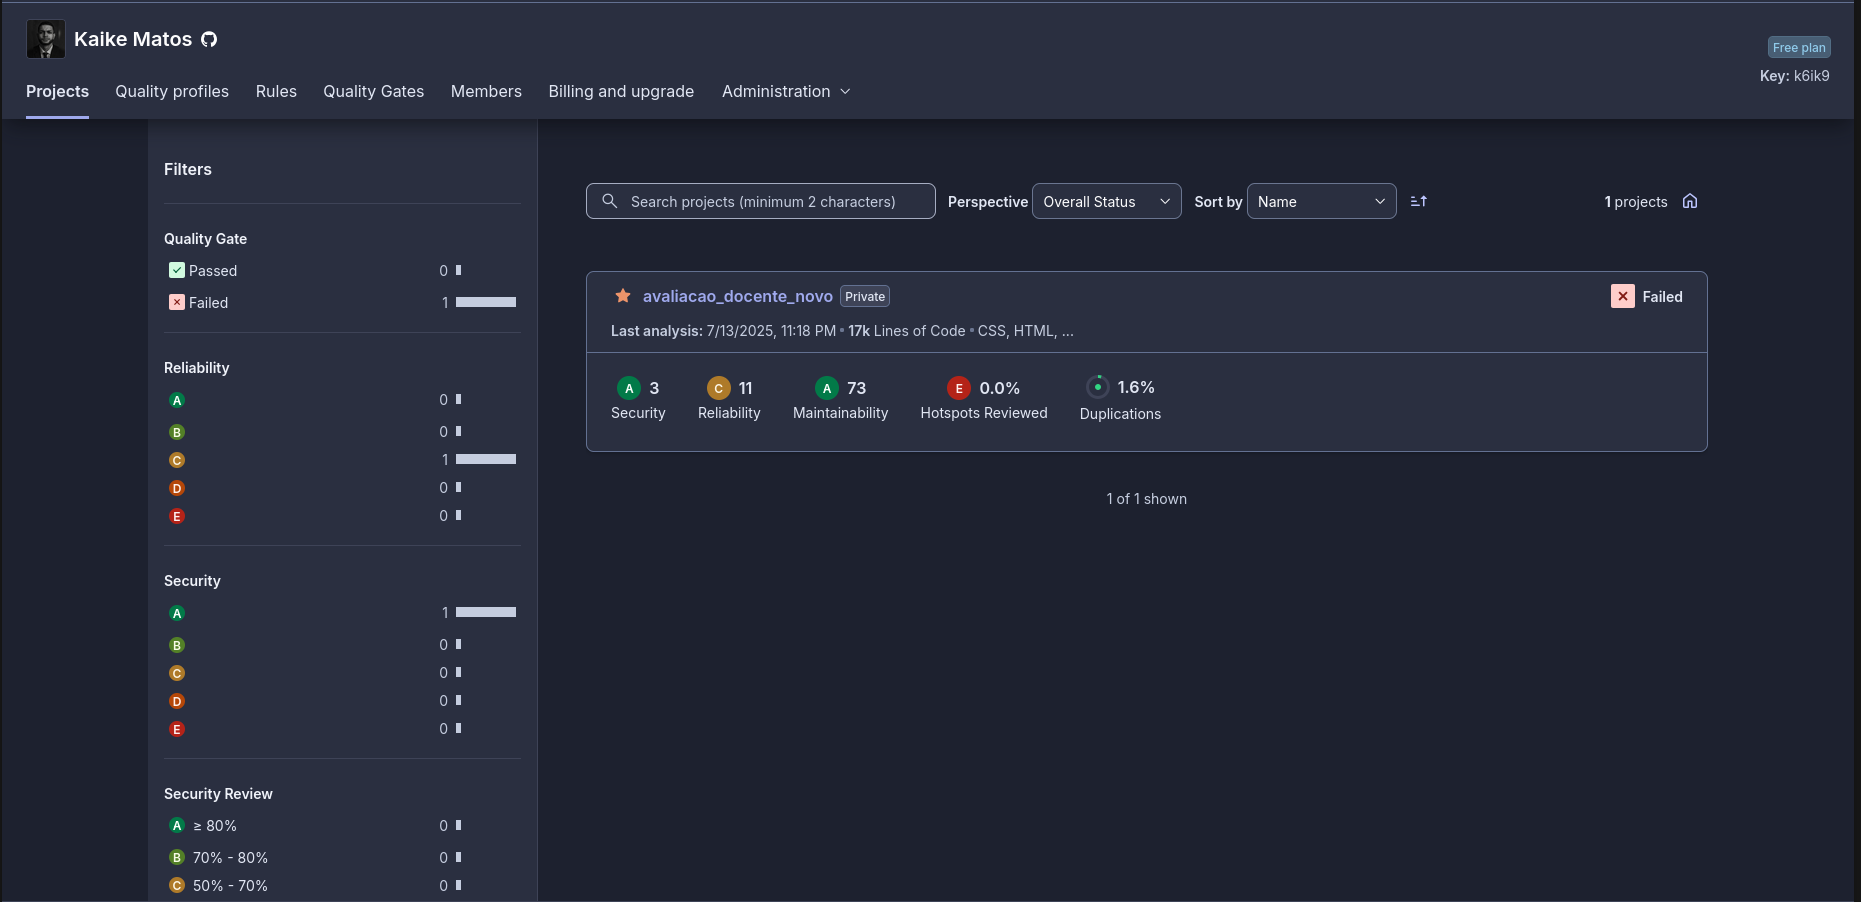 Kaike Matos
Free plan
Key: k6ik9
Projects Quality profiles Rules Quality Gates Members Billing and upgrade Administration
Filters
Quality Gate
Passed 0
Failed 1
Reliability
A 0
B 0
C 1
D 0
E 0
Security
A 1
B 0
C 0
D 0
E 0
Security Review
A ≥ 80% 0
B 70% - 80% 0
C 50% - 70% 0
Search projects (minimum 2 characters) Perspective Overall Status Sort by Name 1 projects
avaliacao_docente_novo Private Failed
Last analysis: 7/13/2025, 11:18 PM • 17k Lines of Code • CSS, HTML, ...
A 3 C 11 A 73 E 0.0% 1.6%
Security Reliability Maintainability Hotspots Reviewed Duplications
1 of 1 shown